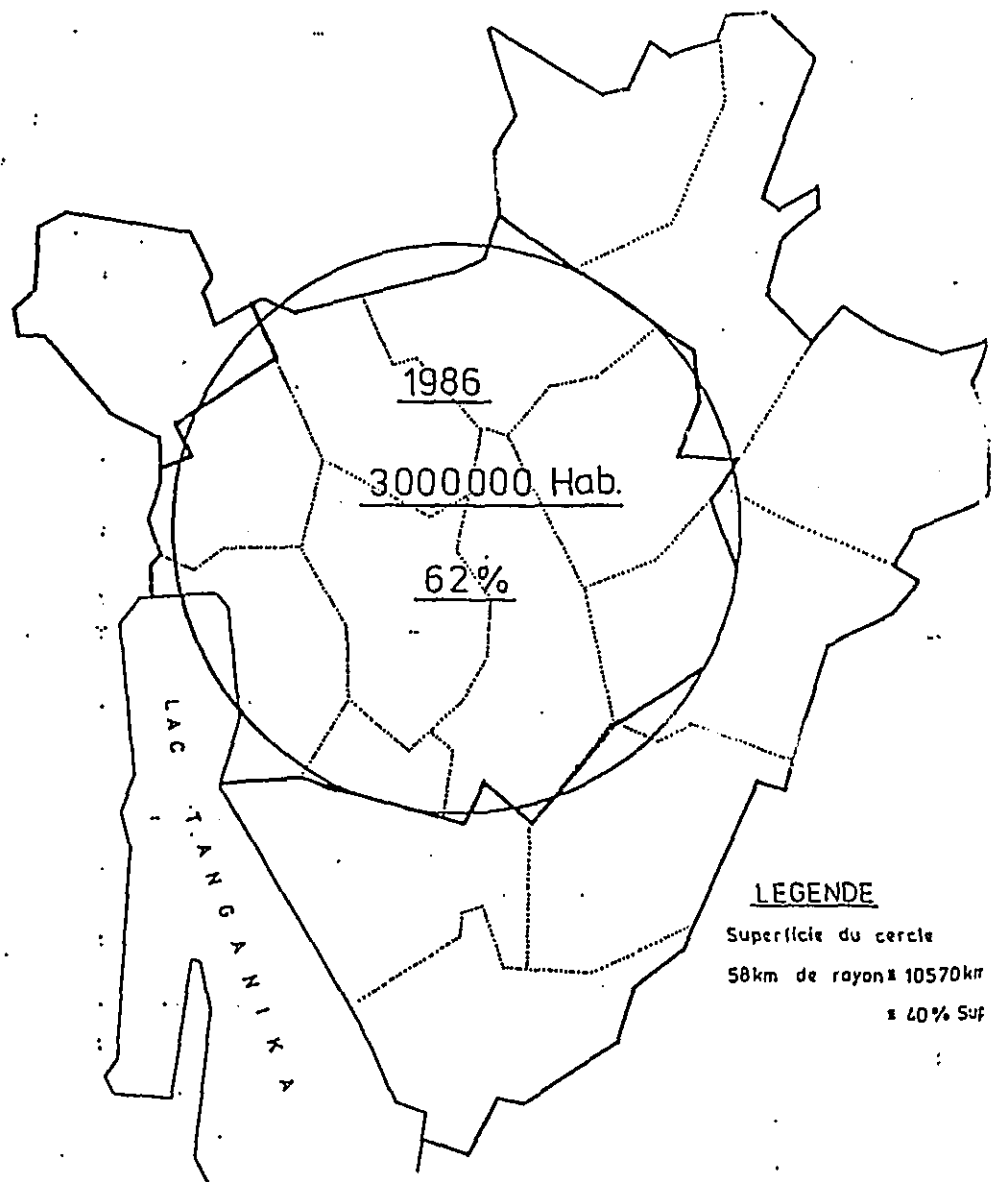 1986
3000000 Hab.
62%
LAC TANGANIKA
LEGENDE
Superficie du cercle
58km de rayon = 10570km
= 40% Sup